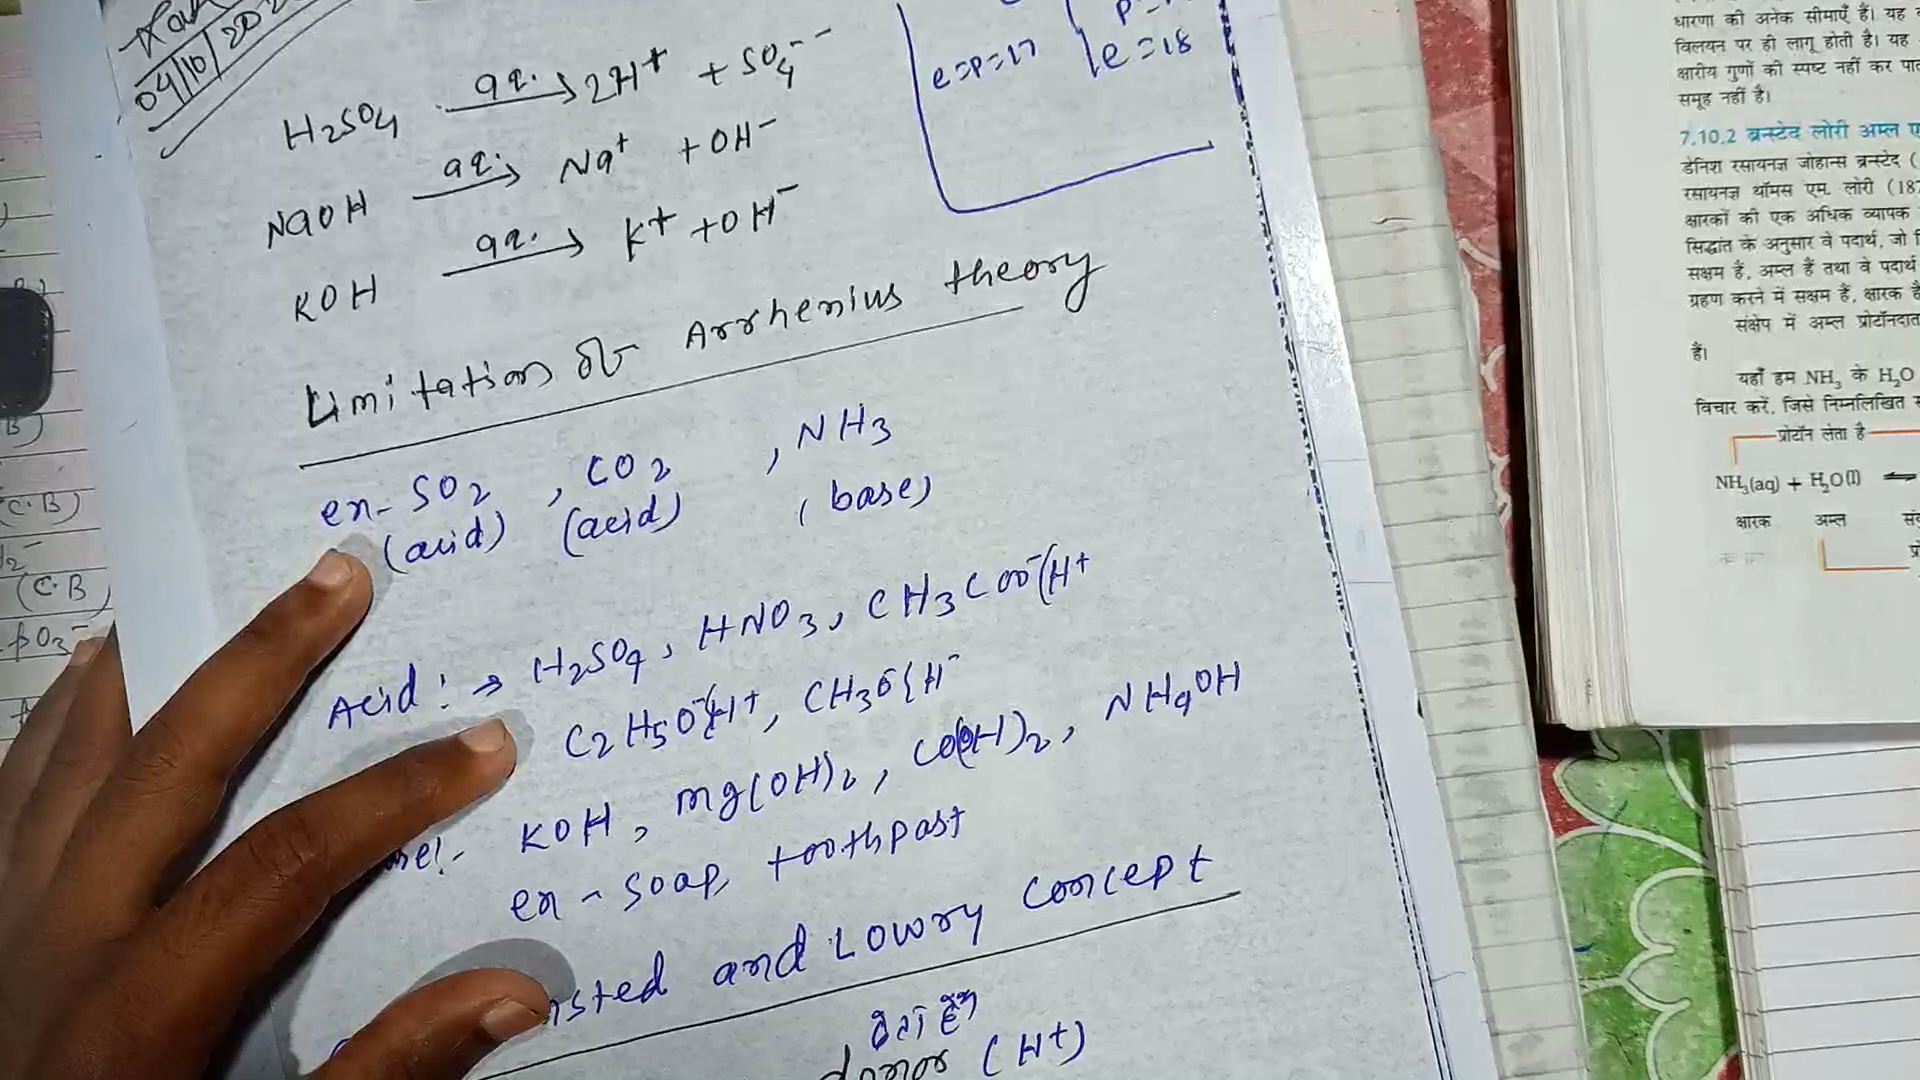 04/10/202
H₂SO₄ —aq.→ 2H⁺ + SO₄⁻⁻
NaOH —aq.→ Na⁺ + OH⁻
KOH —aq.→ K⁺ + OH⁻
e=p=17
e=18
Limitation of Arrhenius theory
ex- SO₂, CO₂, NH₃
(acid) (acid) (base)
Acid:→ H₂SO₄, HNO₃, CH₃COO⁻{H⁺
C₂H₅O⁻{H⁺, CH₃O⁻{H⁻
KOH, mg(OH)₂, Ca(OH)₂, NH₄OH
ex- soap, toothpast
nsted and Lowry concept
donor (H⁺)
(C·B)
(C·B
PO₃⁻
धारणा की अनेक सीमाएँ हैं। यह
विलयन पर ही लागू होती है। यह
क्षारीय गुणों को स्पष्ट नहीं कर पा
समूह नहीं है।
7.10.2 ब्रन्स्टेद लोरी अम्ल ए
डेनिश रसायनज्ञ जोहान्स ब्रन्स्टेद (
रसायनज्ञ थॉमस एम. लोरी (187
क्षारकों की एक अधिक व्यापक
सिद्धांत के अनुसार वे पदार्थ, जो
सक्षम हैं, अम्ल हैं तथा वे पदार्थ
ग्रहण करने में सक्षम हैं, क्षारक है
संक्षेप में अम्ल प्रोटॉनदात
हैं।
यहाँ हम NH₃ के H₂O
विचार करें, जिसे निम्नलिखित स
प्रोटॉन लेता है
NH₃(aq) + H₂O(l) ⇌
क्षारक अम्ल सं